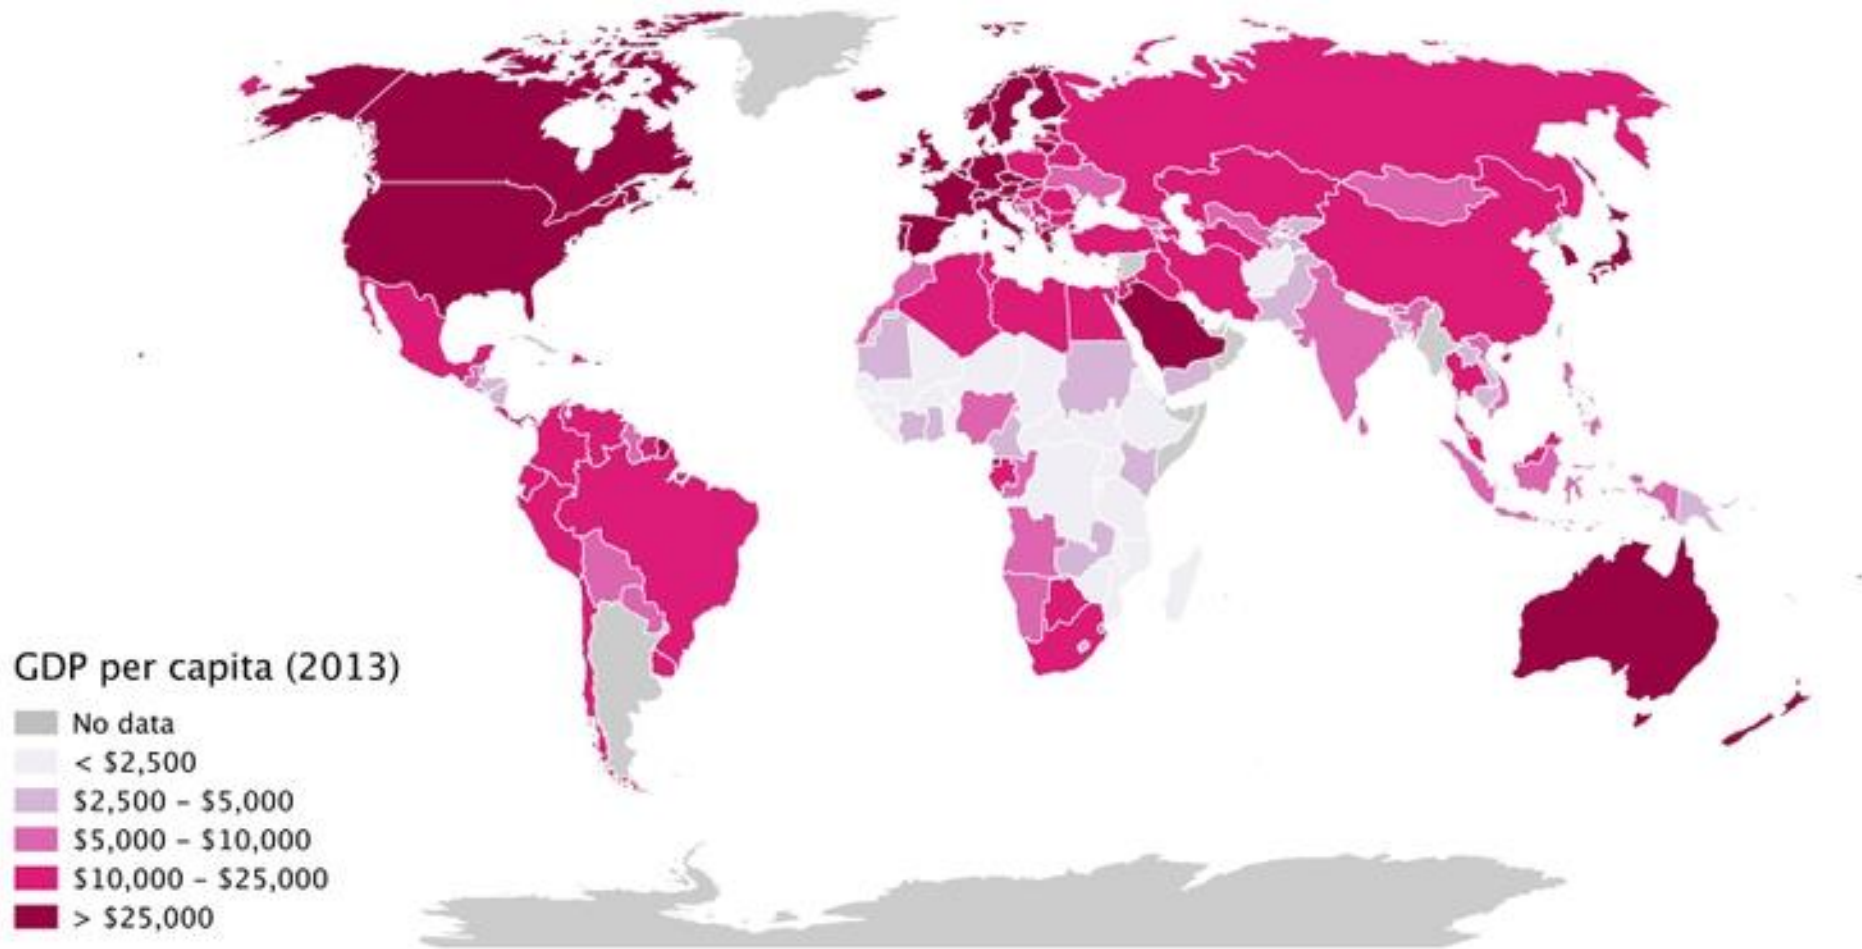 GDP per capita (2013)
No data
< $2,500
$2,500 – $5,000
$5,000 – $10,000
$10,000 – $25,000
> $25,000